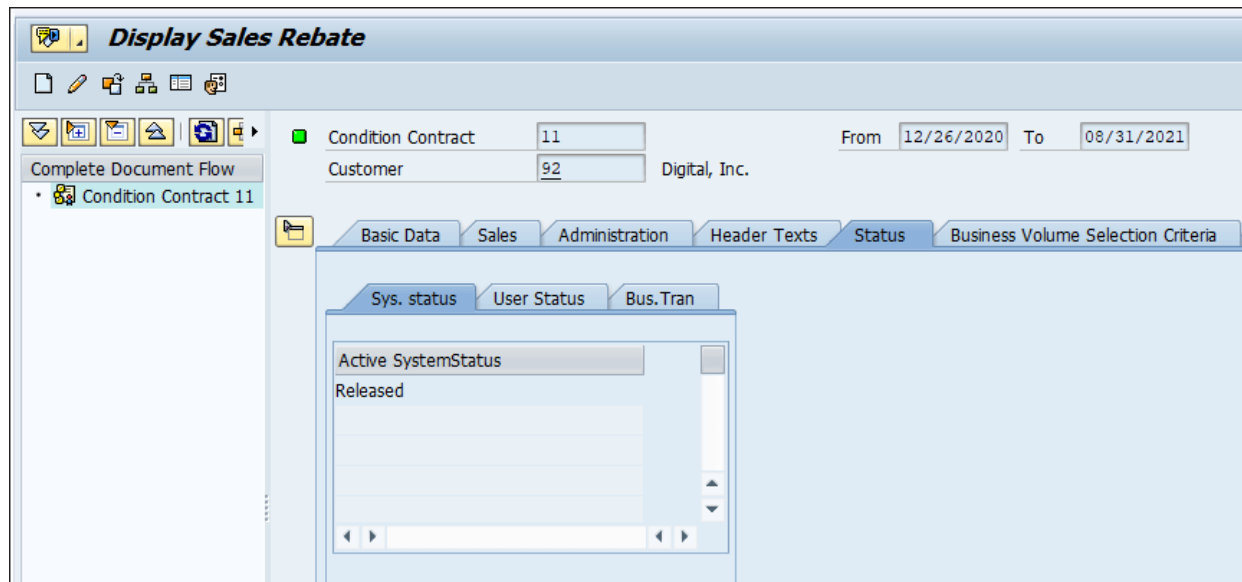 Display Sales Rebate
Condition Contract 11 From 12/26/2020 To 08/31/2021
Complete Document Flow Customer 92 Digital, Inc.
Condition Contract 11
Basic Data Sales Administration Header Texts Status Business Volume Selection Criteria
Sys. status User Status Bus.Tran
Active SystemStatus
Released